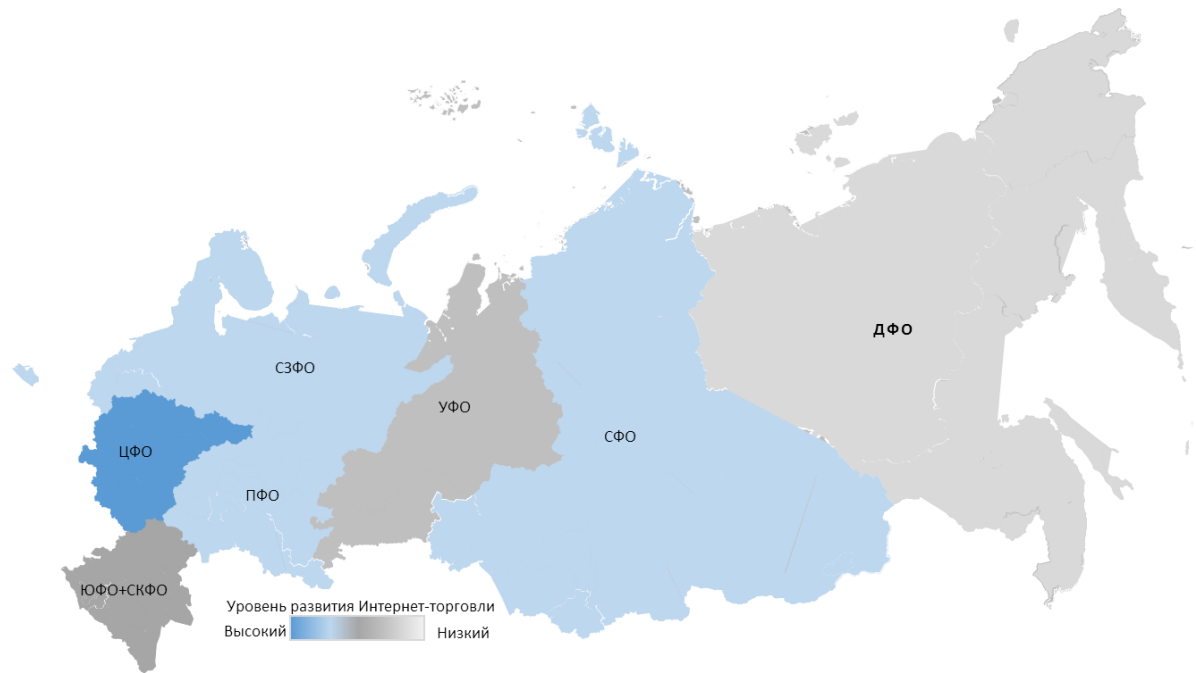 ДФО
СЗФО
УФО
СФО
ЦФО
ПФО
ЮФО+СКФО
Уровень развития Интернет-торговли
Высокий
Низкий